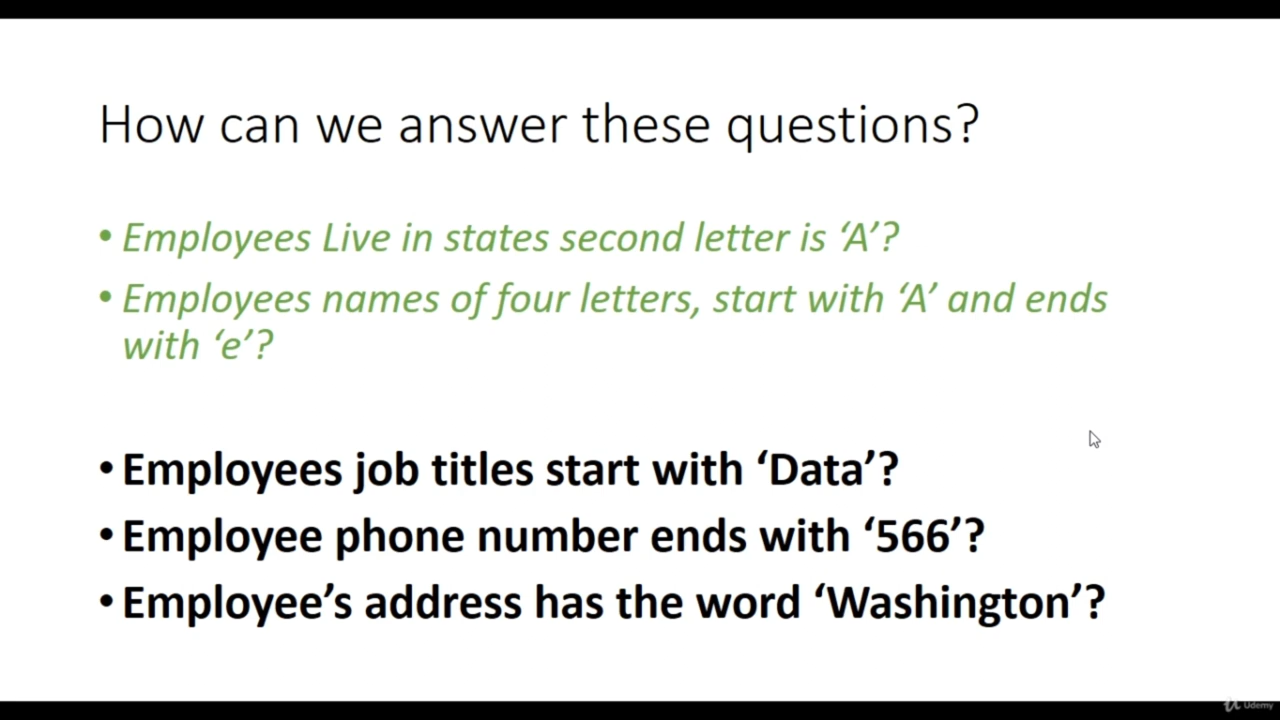 How can we answer these questions?
• Employees Live in states second letter is ‘A’?
• Employees names of four letters, start with ‘A’ and ends
with ‘e’?
• Employees job titles start with ‘Data’?
• Employee phone number ends with ‘566’?
• Employee’s address has the word ‘Washington’?
Udemy